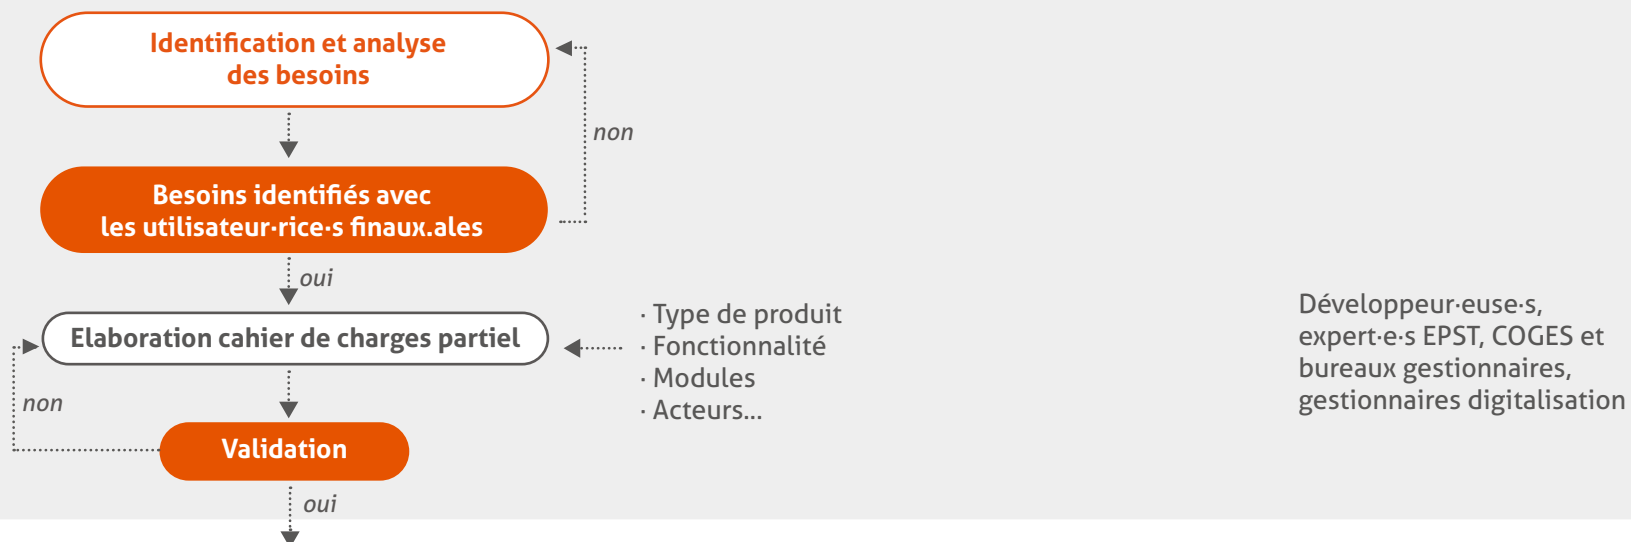 Identification et analyse
des besoins
non
Besoins identifiés avec
les utilisateur·rice·s finaux.ales
oui
Elaboration cahier de charges partiel
· Type de produit
· Fonctionnalité
· Modules
· Acteurs...
Développeur·euse·s,
expert·e·s EPST, COGES et
bureaux gestionnaires,
gestionnaires digitalisation
non
Validation
oui